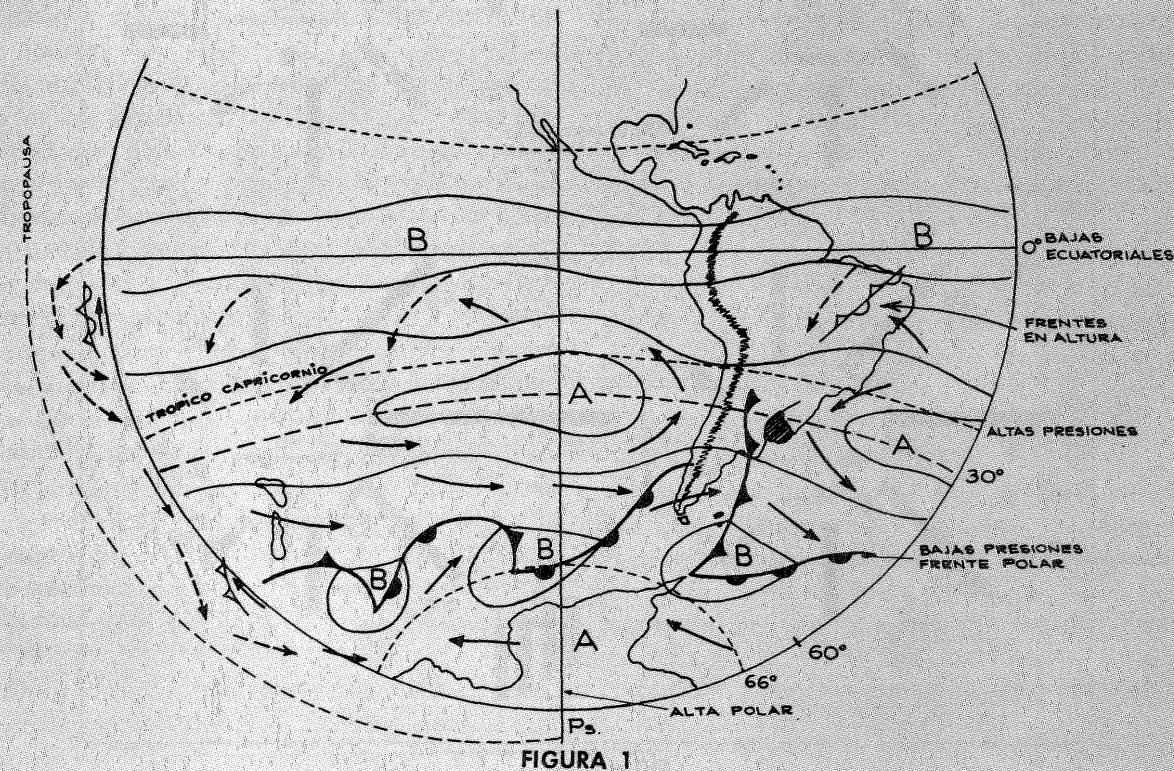 TROPOPAUSA
B
B
0° BAJAS
ECUATORIALES
FRENTES
EN ALTURA
TROPICO CAPRICORNIO
A
ALTAS PRESIONES
A
30°
B
B
B
BAJAS PRESIONES
FRENTE POLAR
A
60°
66°
ALTA POLAR
Ps.
FIGURA 1